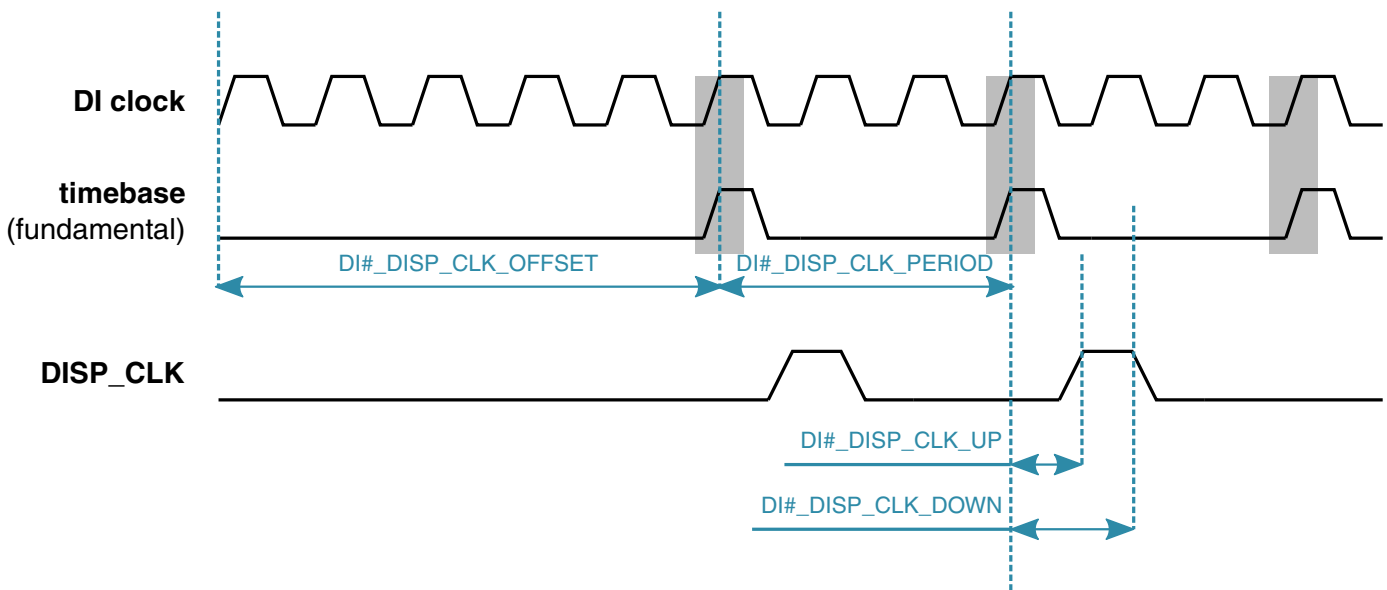 DI clock
timebase
(fundamental)
DI#_DISP_CLK_OFFSET
DI#_DISP_CLK_PERIOD
DISP_CLK
DI#_DISP_CLK_UP
DI#_DISP_CLK_DOWN